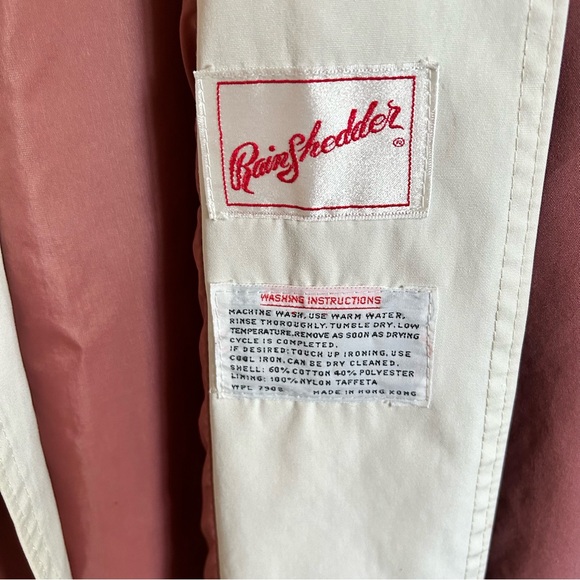 RainShedder ®
WASHING INSTRUCTIONS
MACHINE WASH, USE WARM WATER,
RINSE THOROUGHLY. TUMBLE DRY, LOW
TEMPERATURE, REMOVE AS SOON AS DRYING
CYCLE IS COMPLETED.
IF DESIRED: TOUCH UP IRONING, USE
COOL IRON, CAN BE DRY CLEANED.
SHELL: 60% COTTON 40% POLYESTER
LINING: 100% NYLON TAFFETA
WPL MADE IN HONG KONG